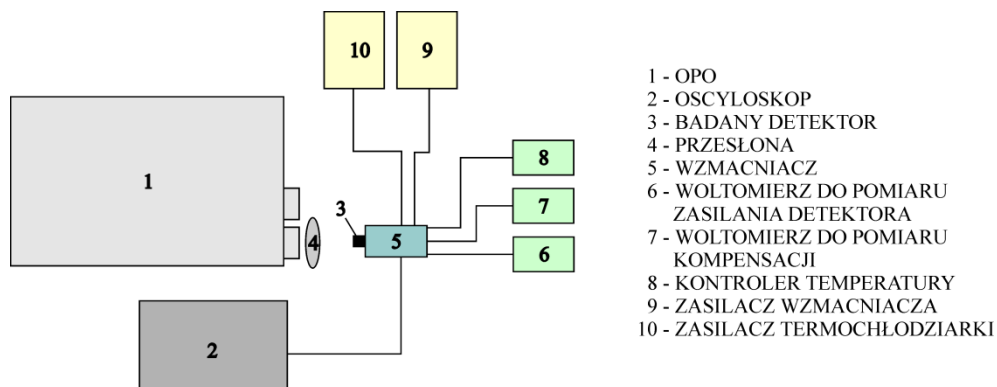 10
9
1
3
4
5
8
7
6
2
1 - OPO
2 - OSCYLOSKOP
3 - BADANY DETEKTOR
4 - PRZESŁONA
5 - WZMACNIACZ
6 - WOLTOMIERZ DO POMIARU
ZASILANIA DETEKTORA
7 - WOLTOMIERZ DO POMIARU
KOMPENSACJI
8 - KONTROLER TEMPERATURY
9 - ZASILACZ WZMACNIACZA
10 - ZASILACZ TERMOCHŁODZIARKI